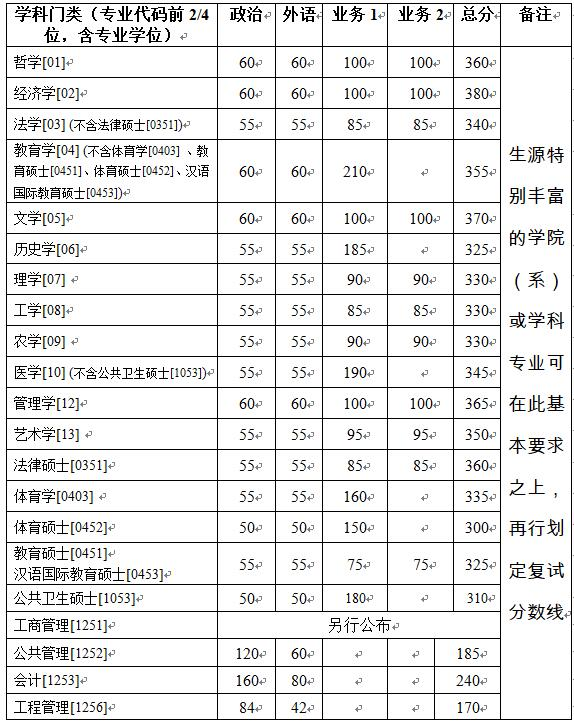 学科门类（专业代码前 2/4 政治 外语 业务 1 业务 2 总分 备注
位，含专业学位）
哲学[01] 60 60 100 100 360
经济学[02] 60 60 100 100 380
法学[03] (不含法律硕士[0351]) 55 55 85 85 340
教育学[04] (不含体育学[0403] 、教
育硕士[0451]、体育硕士[0452]、汉语 60 60 210 355
国际教育硕士[0453])
文学[05] 60 60 100 100 370
历史学[06] 55 55 185 325
理学[07] 55 55 90 90 330
工学[08] 55 55 85 85 330
农学[09] 55 55 90 90 330
医学[10] (不含公共卫生硕士[1053]) 55 55 190 345
管理学[12] 60 60 100 100 365
艺术学[13] 55 55 95 95 350
法律硕士[0351] 55 55 85 85 360
体育学[0403] 55 55 160 335
体育硕士[0452] 50 50 150 300
教育硕士[0451]
汉语国际教育硕士[0453] 55 55 75 75 325
公共卫生硕士[1053] 50 50 180 310
工商管理[1251] 另行公布
公共管理[1252] 120 60 185
会计[1253] 160 80 240
工程管理[1256] 84 42 170
生源特
别丰富
的学院
（系）
或学科
专业可
在此基
本要求
之上，
再行划
定复试
分数线